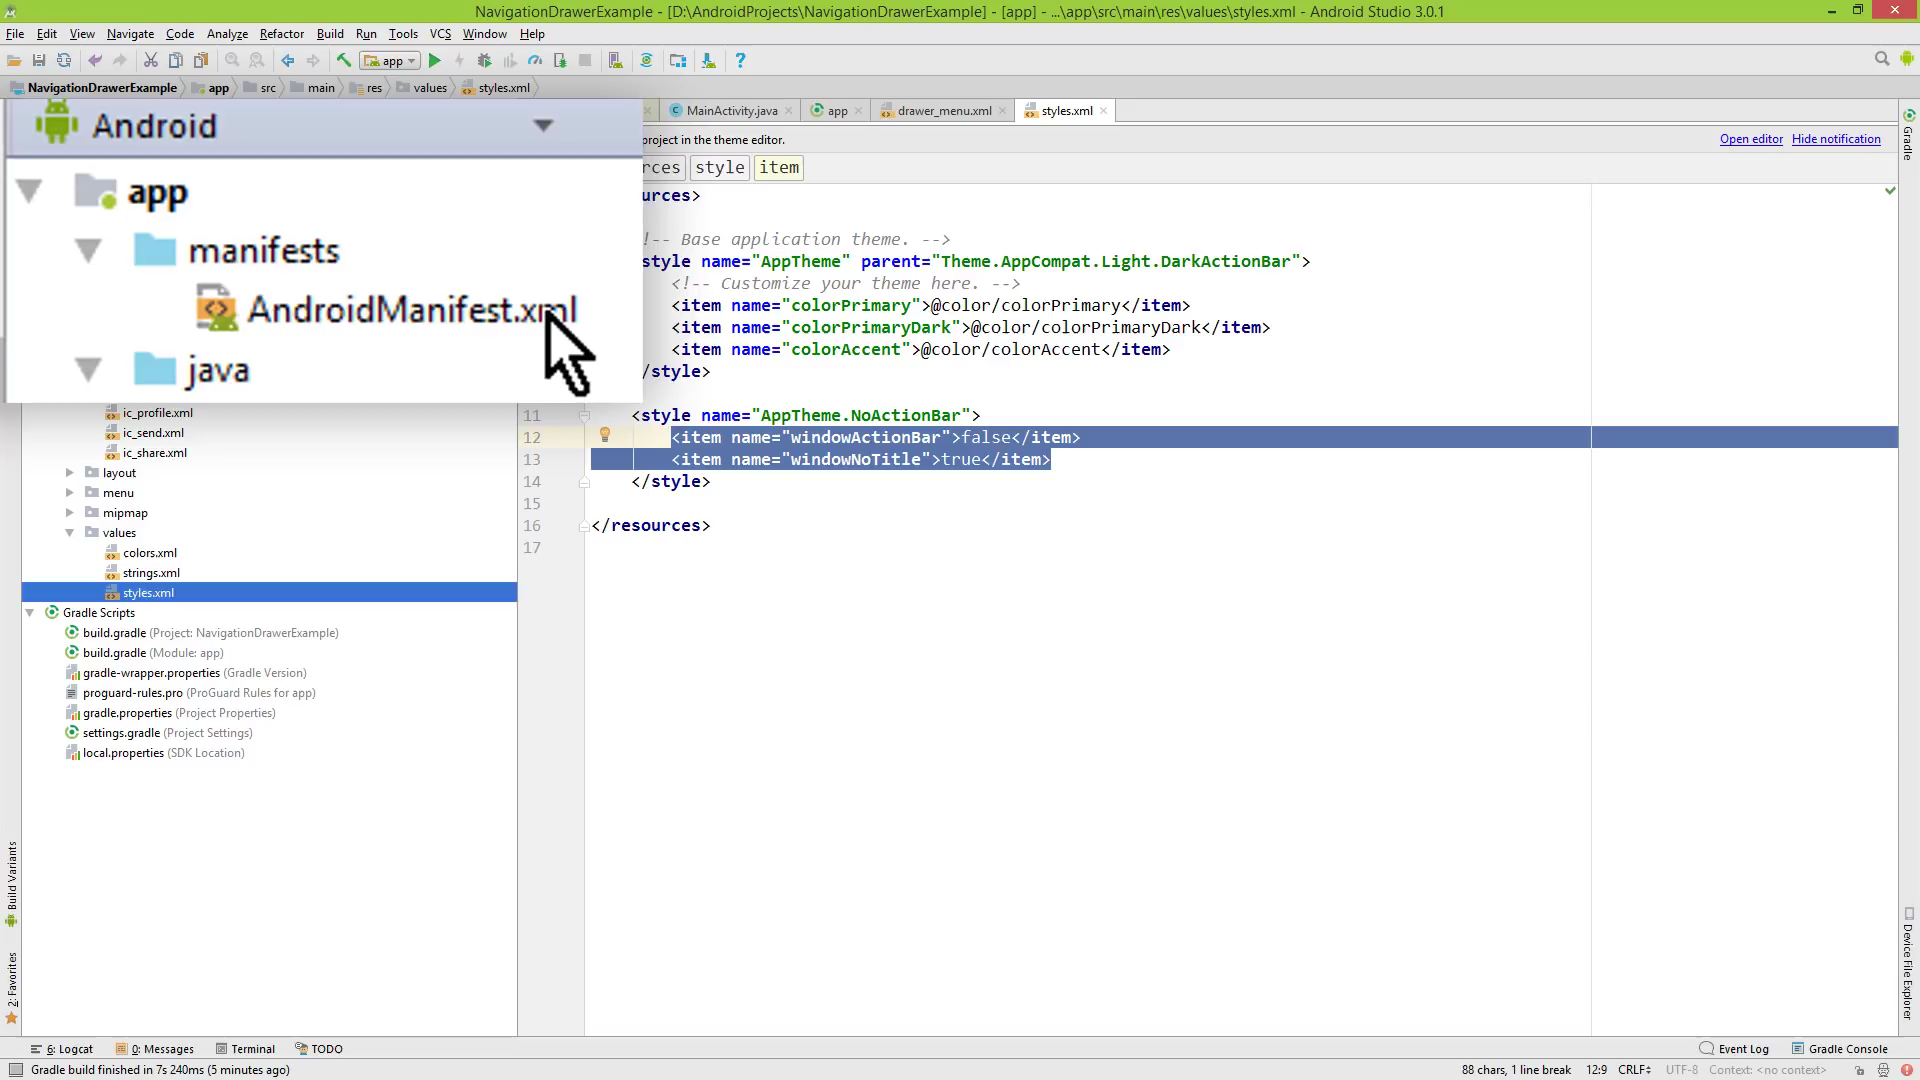 NavigationDrawerExample - [D:\AndroidProjects\NavigationDrawerExample] - [app] - ...\app\src\main\res\values\styles.xml - Android Studio 3.0.1
File Edit View Navigate Code Analyze Refactor Build Run Tools VCS Window Help
app
NavigationDrawerExample app src main res values styles.xml
MainActivity.java app drawer_menu.xml styles.xml
project in the theme editor. Open editor Hide notification
rces style item
Android
app
manifests
AndroidManifest.xml
java
ic_profile.xml
ic_send.xml
ic_share.xml
layout
menu
mipmap
values
colors.xml
strings.xml
styles.xml
Gradle Scripts
build.gradle (Project: NavigationDrawerExample)
build.gradle (Module: app)
gradle-wrapper.properties (Gradle Version)
proguard-rules.pro (ProGuard Rules for app)
gradle.properties (Project Properties)
settings.gradle (Project Settings)
local.properties (SDK Location)
urces>
!-- Base application theme. -->
style name="AppTheme" parent="Theme.AppCompat.Light.DarkActionBar">
<!-- Customize your theme here. -->
<item name="colorPrimary">@color/colorPrimary</item>
<item name="colorPrimaryDark">@color/colorPrimaryDark</item>
<item name="colorAccent">@color/colorAccent</item>
/style>
11 <style name="AppTheme.NoActionBar">
12 <item name="windowActionBar">false</item>
13 <item name="windowNoTitle">true</item>
14 </style>
15
16 </resources>
17
Gradle
Device File Explorer
Build Variants
2: Favorites
6: Logcat 0: Messages Terminal TODO Event Log Gradle Console
Gradle build finished in 7s 240ms (5 minutes ago) 88 chars, 1 line break 12:9 CRLF UTF-8 Context: <no context>